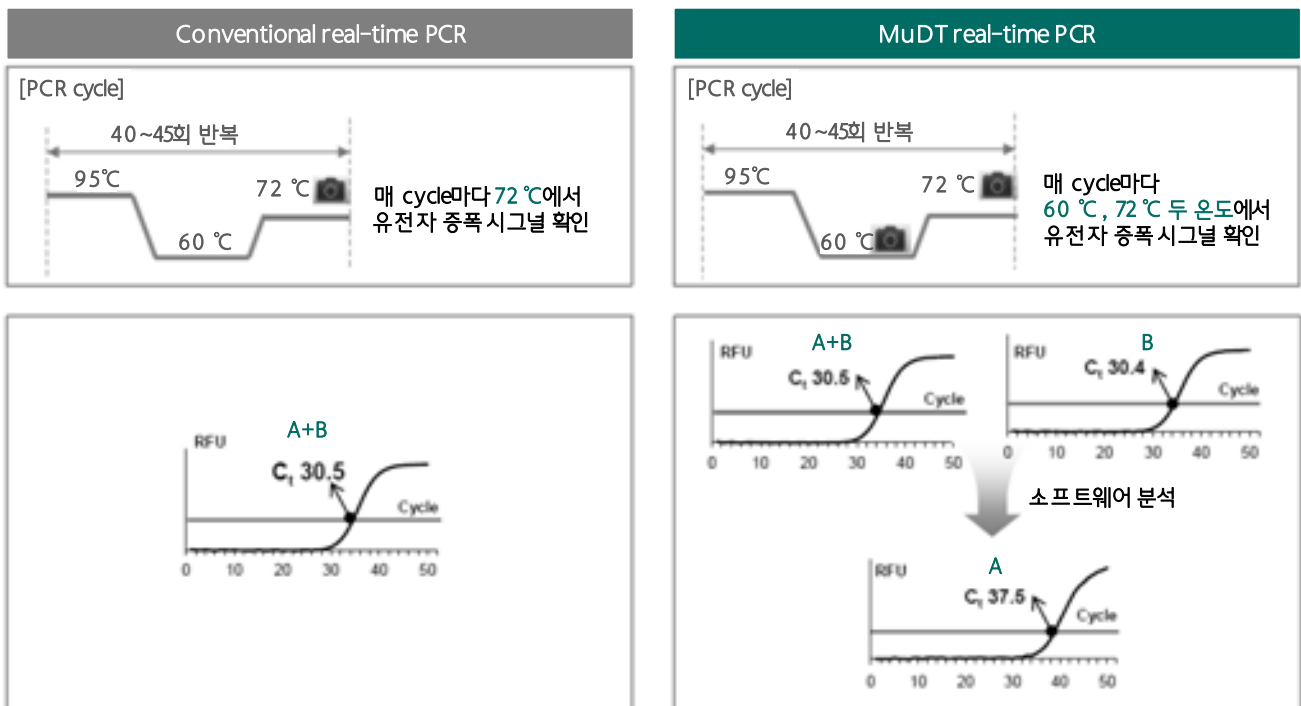 Conventional real-time PCR
[PCR cycle]
40~45회 반복
95℃
72 ℃
60 ℃
매 cycle마다 72 ℃에서
유전자 증폭 시그널 확인
A+B
RFU
Ct 30.5
Cycle
0 10 20 30 40 50
MuDT real-time PCR
[PCR cycle]
40~45회 반복
95℃
72 ℃
60 ℃
매 cycle마다
60 ℃, 72 ℃ 두 온도에서
유전자 증폭 시그널 확인
A+B
RFU
Ct 30.5
Cycle
0 10 20 30 40 50
B
RFU
Ct 30.4
Cycle
0 10 20 30 40 50
소프트웨어 분석
A
RFU
Ct 37.5
Cycle
0 10 20 30 40 50